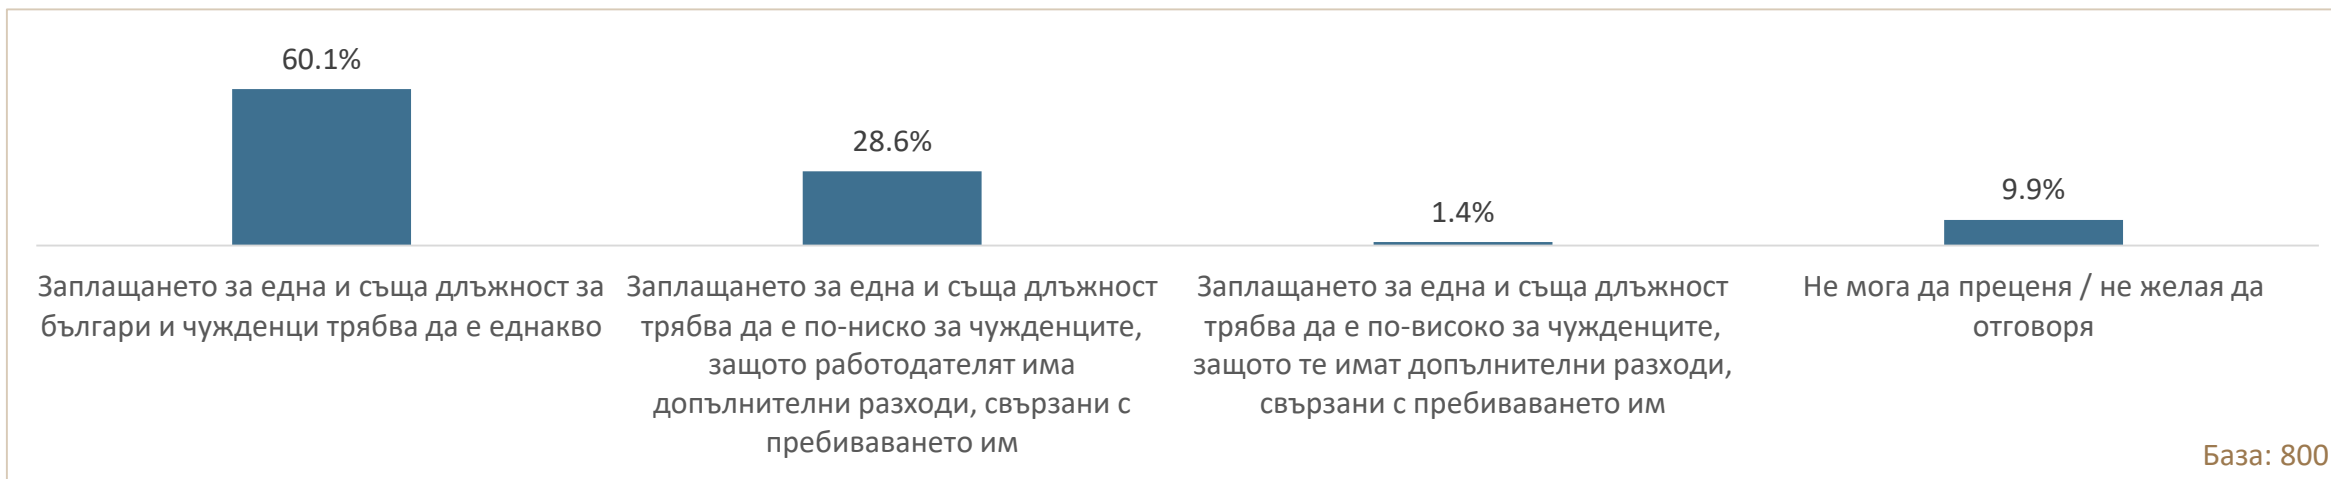 60.1%
28.6%
1.4%
9.9%
Заплащането за една и съща длъжност за
българи и чужденци трябва да е еднакво
Заплащането за една и съща длъжност
трябва да е по-ниско за чужденците,
защото работодателят има
допълнителни разходи, свързани с
пребиваването им
Заплащането за една и съща длъжност
трябва да е по-високо за чужденците,
защото те имат допълнителни разходи,
свързани с пребиваването им
Не мога да преценя / не желая да
отговоря
База: 800